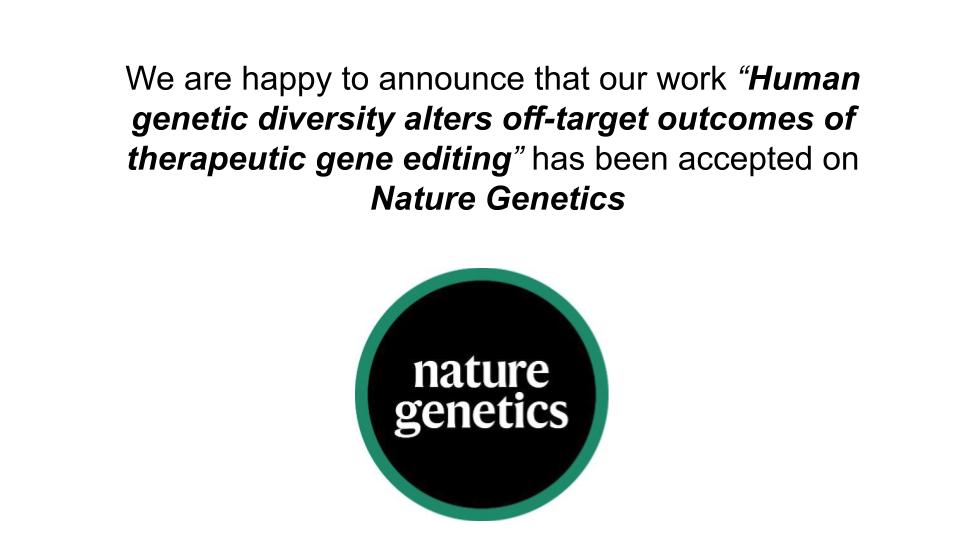 We are happy to announce that our work “Human
genetic diversity alters off-target outcomes of
therapeutic gene editing” has been accepted on
Nature Genetics
nature
genetics